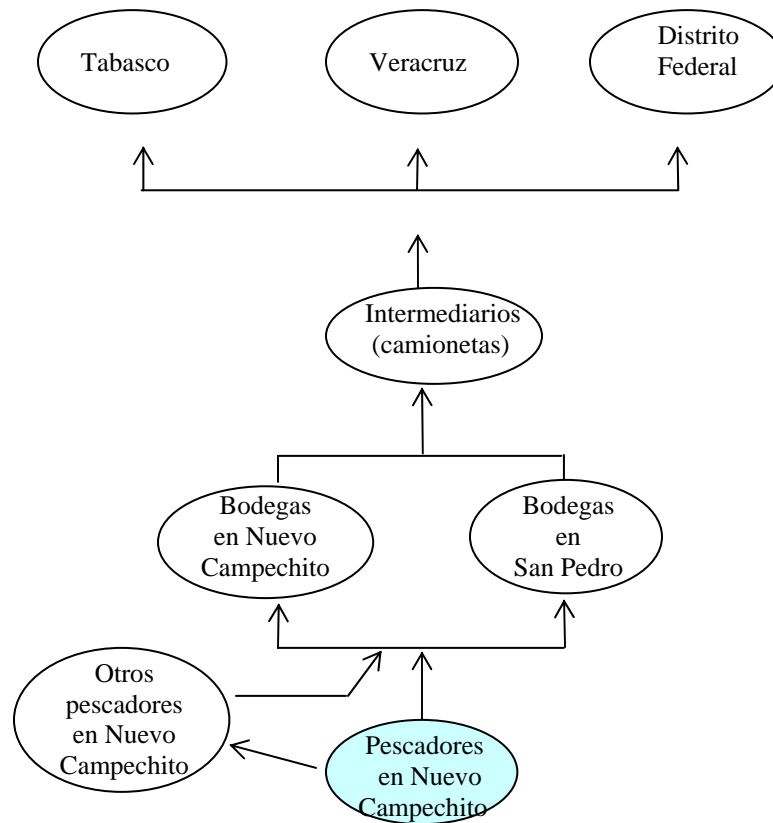 Tabasco
Veracruz
Distrito
Federal
Intermediarios
(camionetas)
Bodegas
en Nuevo
Campechito
Bodegas
en
San Pedro
Otros
pescadores
en Nuevo
Campechito
Pescadores
en Nuevo
Campechito